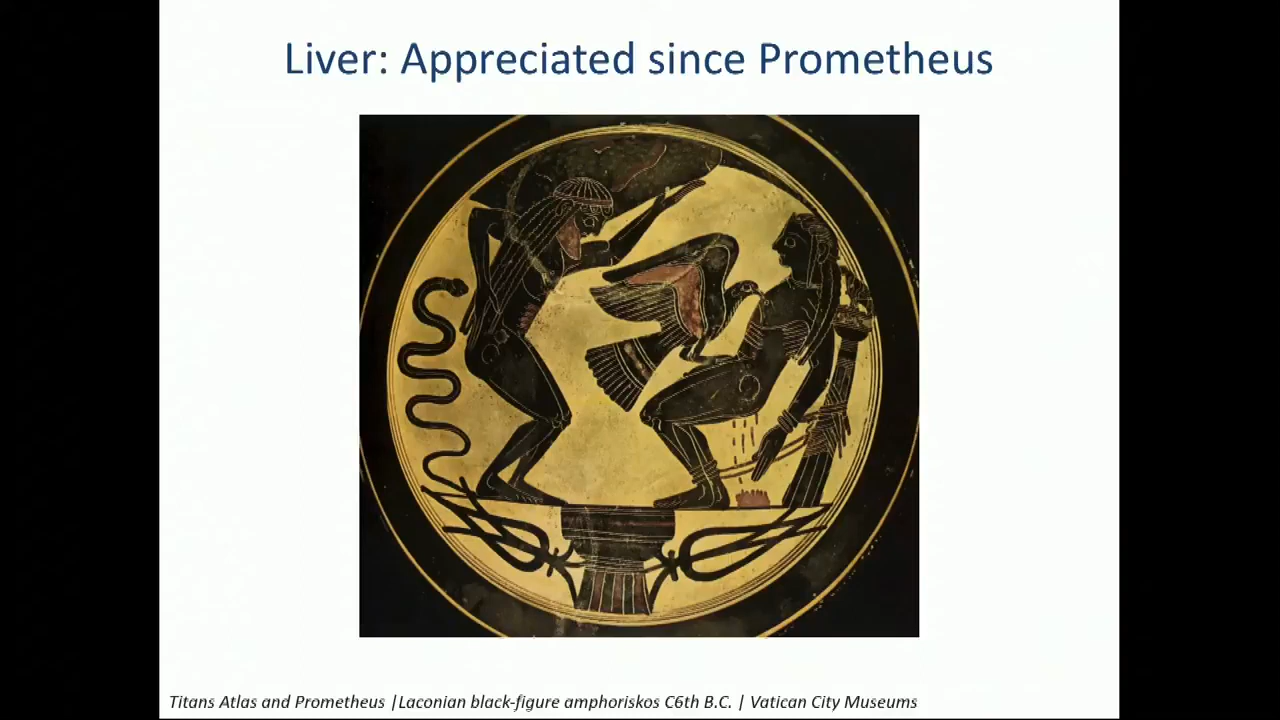 Liver: Appreciated since Prometheus
Titans Atlas and Prometheus |Laconian black-figure amphoriskos C6th B.C. | Vatican City Museums